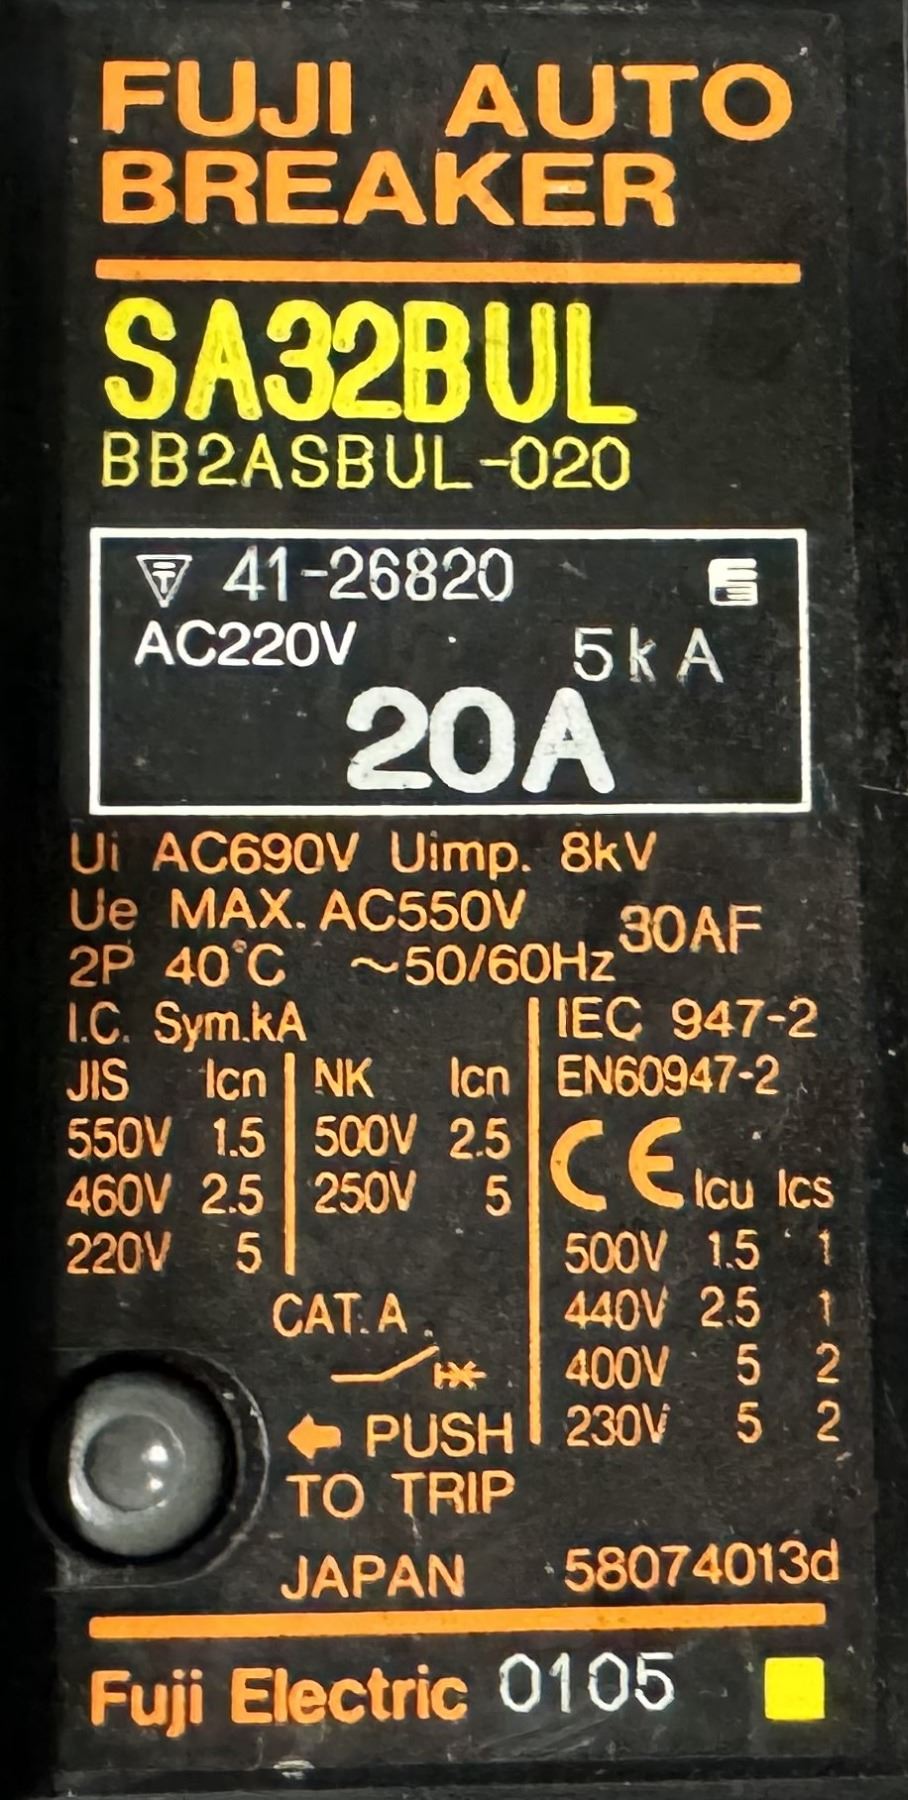 FUJI AUTO
BREAKER
SA32BUL
BB2ASBUL-020
T 41-26820
AC220V 5kA
20A
Ui AC690V Uimp. 8kV
Ue MAX. AC550V 30AF
2P 40°C ~50/60Hz
I.C. Sym.kA
JIS Icn
550V 1.5
460V 2.5
220V 5
NK Icn
500V 2.5
250V 5
IEC 947-2
EN60947-2
CE Icu Ics
500V 1.5 1
440V 2.5 1
400V 5 2
230V 5 2
CAT. A
← PUSH
TO TRIP
JAPAN 58074013d
Fuji Electric 0105